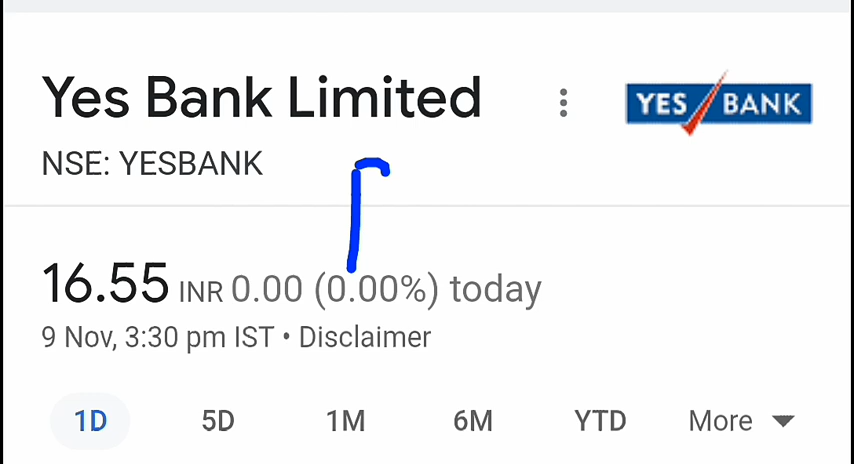 Yes Bank Limited
YES BANK
NSE: YESBANK
16.55 INR 0.00 (0.00%) today
9 Nov, 3:30 pm IST • Disclaimer
1D 5D 1M 6M YTD More